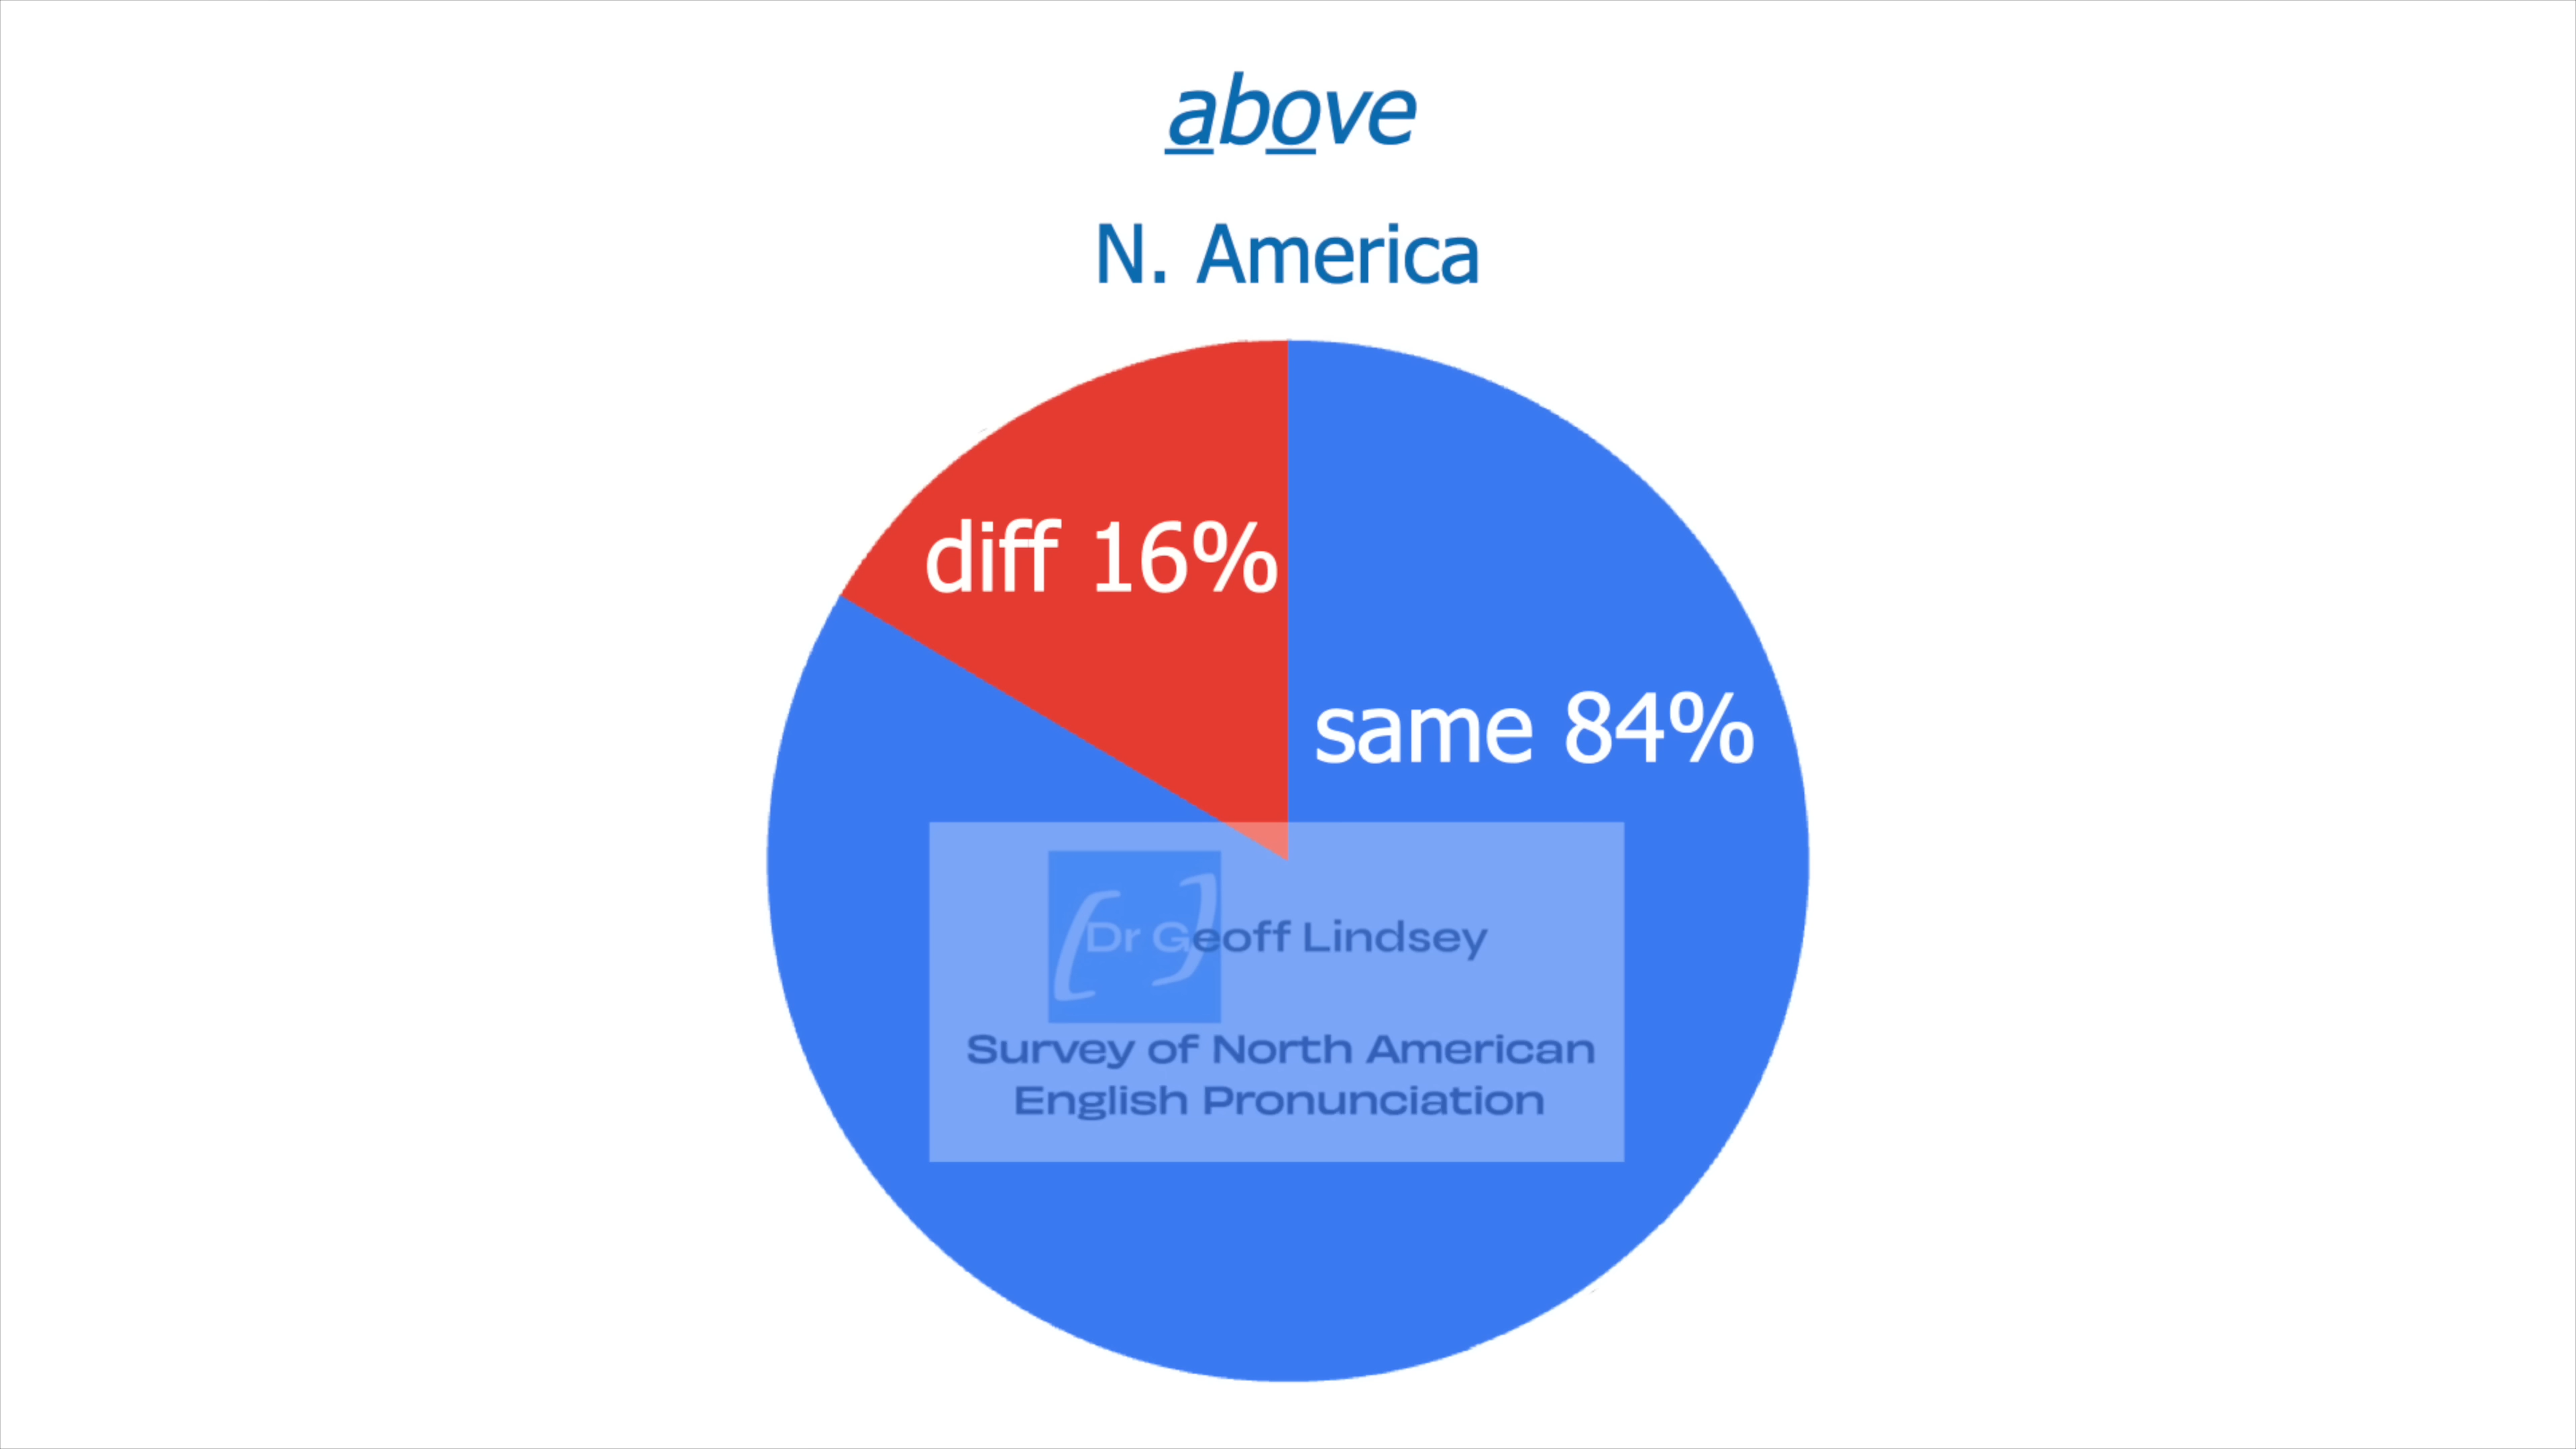 above
N. America
diff 16%
same 84%
Dr Geoff Lindsey
Survey of North American
English Pronunciation